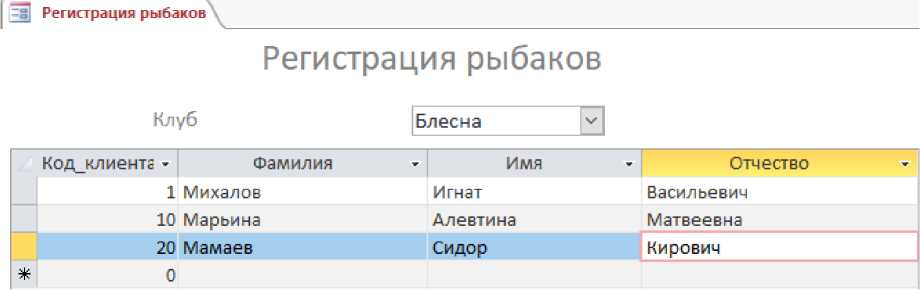 Регистрация рыбаков
Регистрация рыбаков
Клуб Блесна
Код_клиента Фамилия Имя Отчество
1 Михалов Игнат Васильевич
10 Марьина Алевтина Матвеевна
20 Мамаев Сидор Кирович
* 0